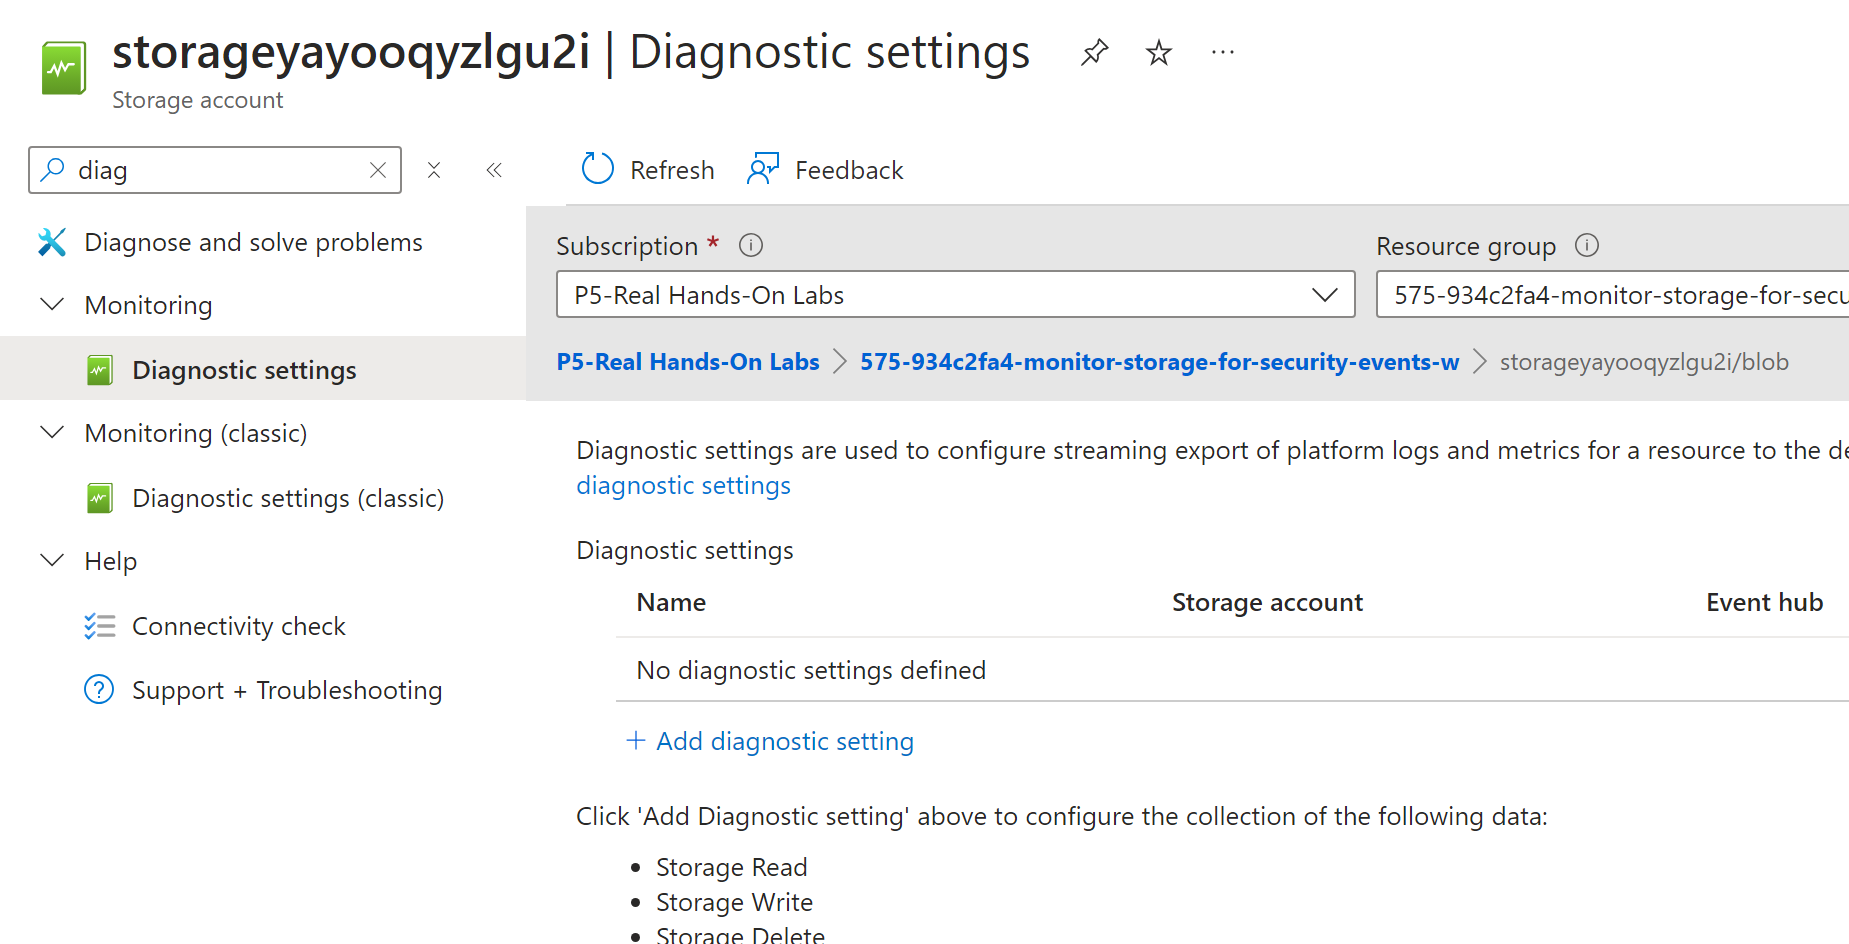 storageyayooqyzlgu2i | Diagnostic settings
Storage account
diag
Refresh
Feedback
Diagnose and solve problems
Monitoring
Diagnostic settings
Monitoring (classic)
Diagnostic settings (classic)
Help
Connectivity check
Support + Troubleshooting
Subscription *
Resource group
P5-Real Hands-On Labs
575-934c2fa4-monitor-storage-for-secu
P5-Real Hands-On Labs > 575-934c2fa4-monitor-storage-for-security-events-w > storageyayooqyzlgu2i/blob
Diagnostic settings are used to configure streaming export of platform logs and metrics for a resource to the de
diagnostic settings
Diagnostic settings
Name Storage account Event hub
No diagnostic settings defined
+ Add diagnostic setting
Click 'Add Diagnostic setting' above to configure the collection of the following data:
• Storage Read
• Storage Write
• Storage Delete